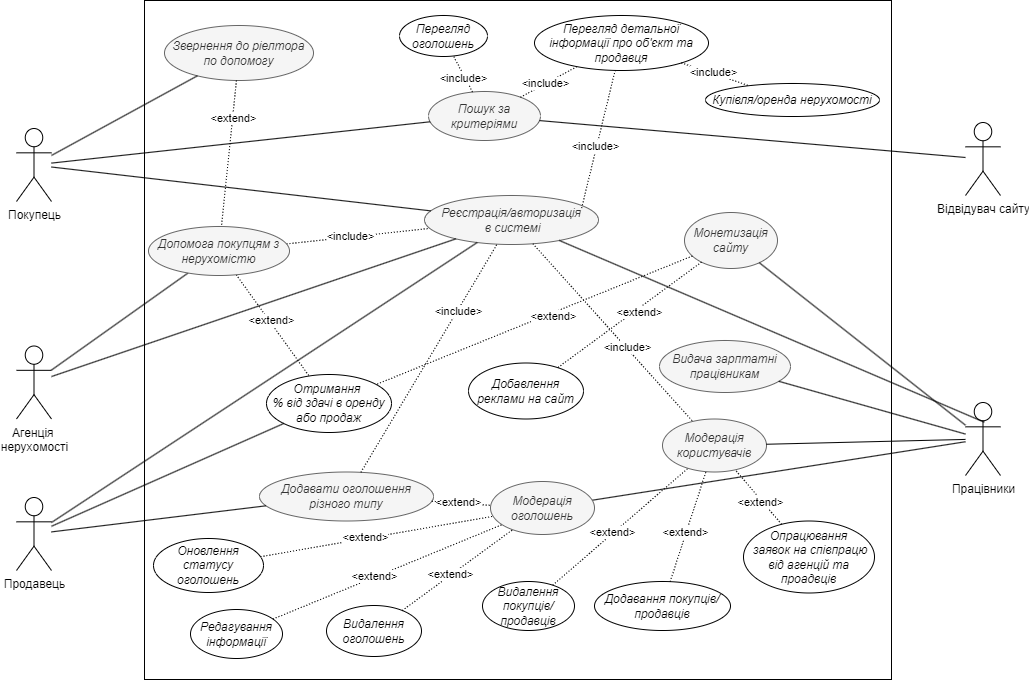 Перегляд
оголошень
Перегляд детальної
інформації про об'єкт та
продавця
Звернення до ріелтора
по допомогу
<include>
<include>
<include>
Купівля/оренда нерухомості
Пошук за
критеріями
<extend>
<include>
Покупець
Відвідувач сайту
Реєстрація/авторизація
в системі
Монетизація
сайту
Допомога покупцям з
нерухомістю
<include>
<extend>
<include>
<extend>
<extend>
<include>
Видача зарптатні
працівникам
Отримання
% від здачі в оренду
або продаж
Добавлення
реклами на сайт
Агенція
нерухомості
Модерація
користувачів
Працівники
Додавати оголошення
різного типу
<extend>
Модерація
оголошень
<extend>
Продавець
Оновлення
статусу
оголошень
<extend>
<extend>
<extend>
Опрацювання
заявок на співпрацю
від агенцій та
проадвців
<extend>
<extend>
Видалення
покупців/
продавців
Додавання покупців/
продавців
Редагування
інформації
Видалення
оголошень